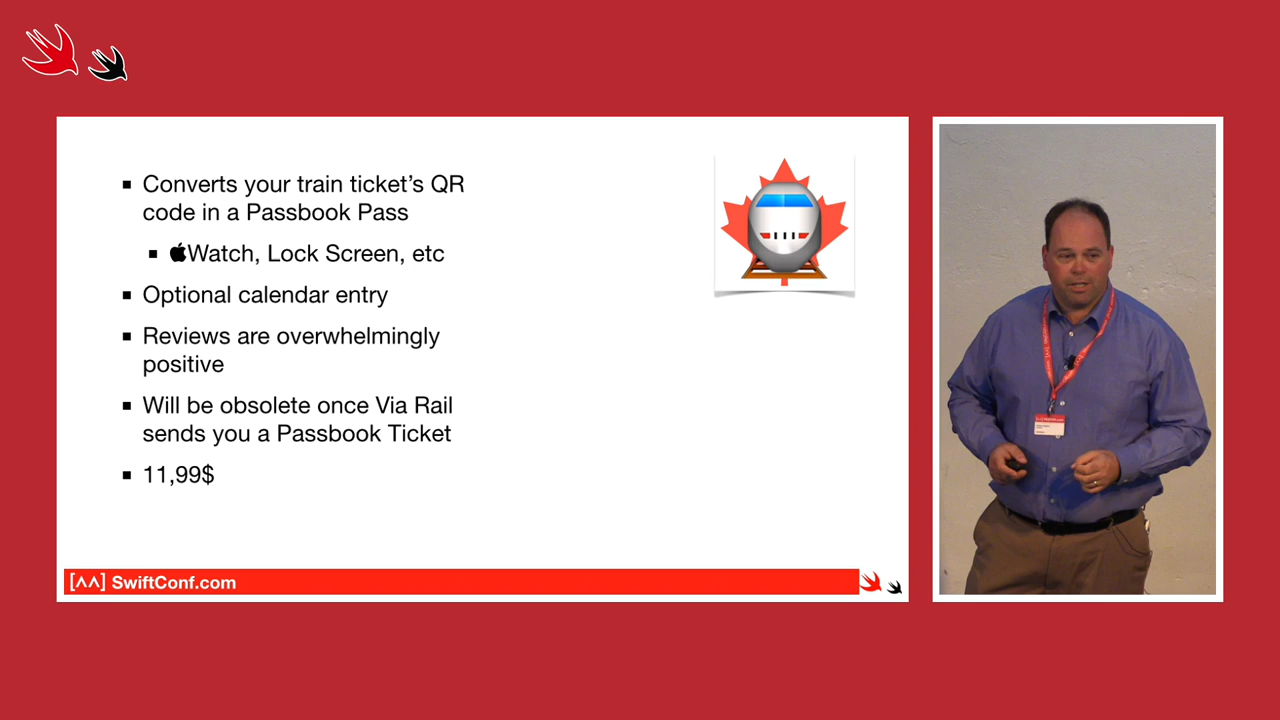 Converts your train ticket's QR
code in a Passbook Pass
Watch, Lock Screen, etc
Optional calendar entry
Reviews are overwhelmingly
positive
Will be obsolete once Via Rail
sends you a Passbook Ticket
11,99$
[^^] SwiftConf.com